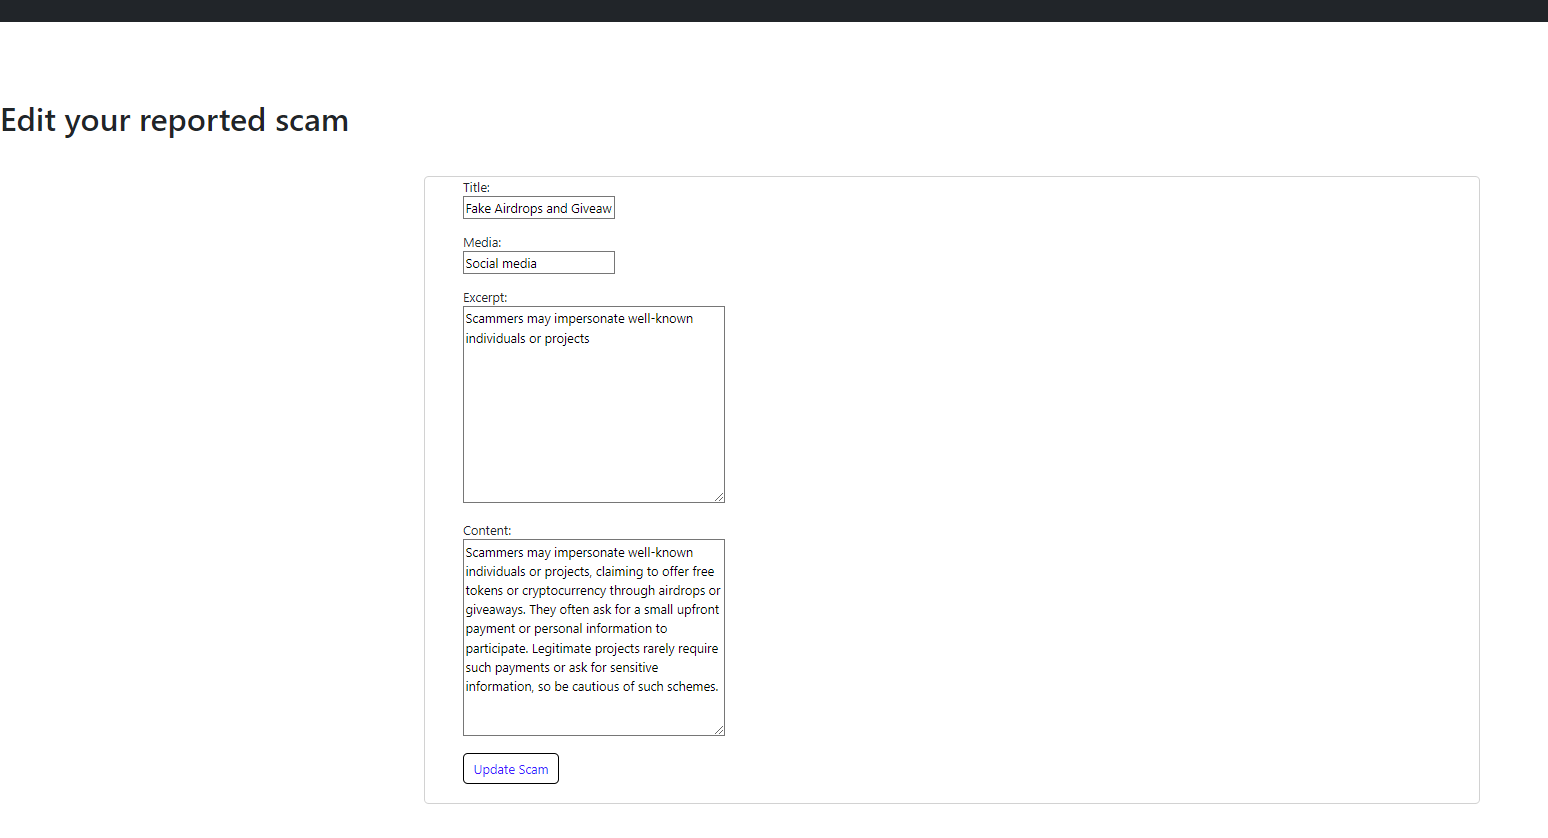 Edit your reported scam
Title:
Fake Airdrops and Giveaw
Media:
Social media
Excerpt:
Scammers may impersonate well-known
individuals or projects
Content:
Scammers may impersonate well-known
individuals or projects, claiming to offer free
tokens or cryptocurrency through airdrops or
giveaways. They often ask for a small upfront
payment or personal information to
participate. Legitimate projects rarely require
such payments or ask for sensitive
information, so be cautious of such schemes.
Update Scam